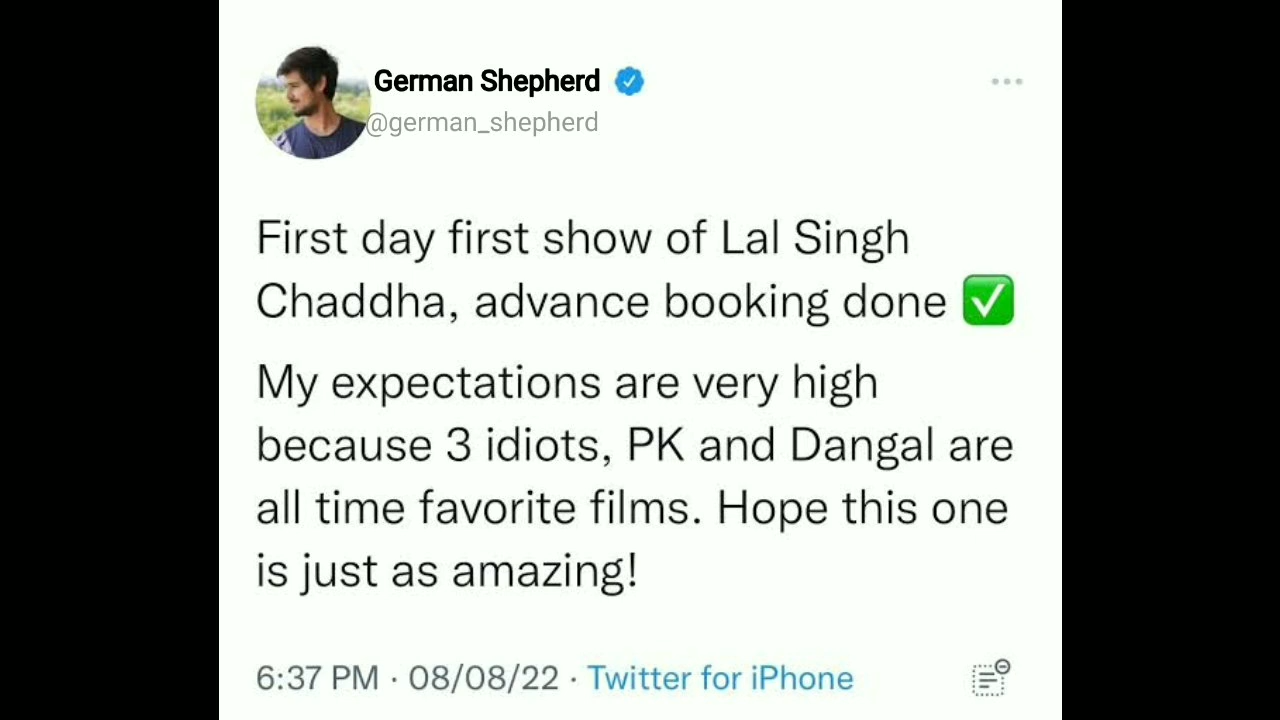 German Shepherd
@german_shepherd
First day first show of Lal Singh
Chaddha, advance booking done ✅
My expectations are very high
because 3 idiots, PK and Dangal are
all time favorite films. Hope this one
is just as amazing!
6:37 PM · 08/08/22 · Twitter for iPhone